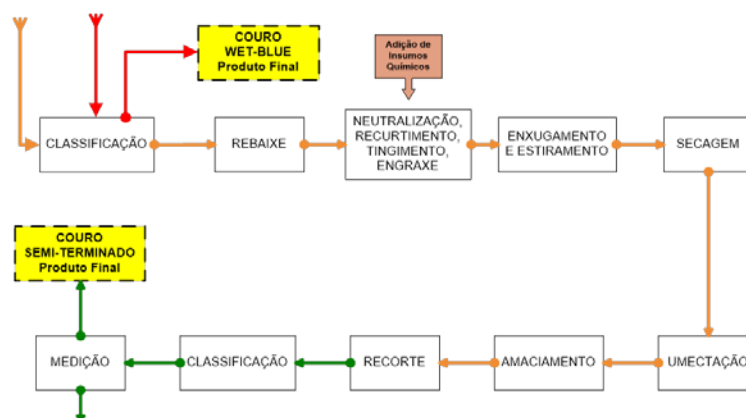 COURO
WET-BLUE
Produto Final
Adição de
Insumos
Químicos
CLASSIFICAÇÃO
REBAIXE
NEUTRALIZAÇÃO,
RECURTIMENTO,
TINGIMENTO,
ENGRAXE
ENXUGAMENTO
E ESTIRAMENTO
SECAGEM
COURO
SEMI-TERMINADO
Produto Final
MEDIÇÃO
CLASSIFICAÇÃO
RECORTE
AMACIAMENTO
UMECTAÇÃO